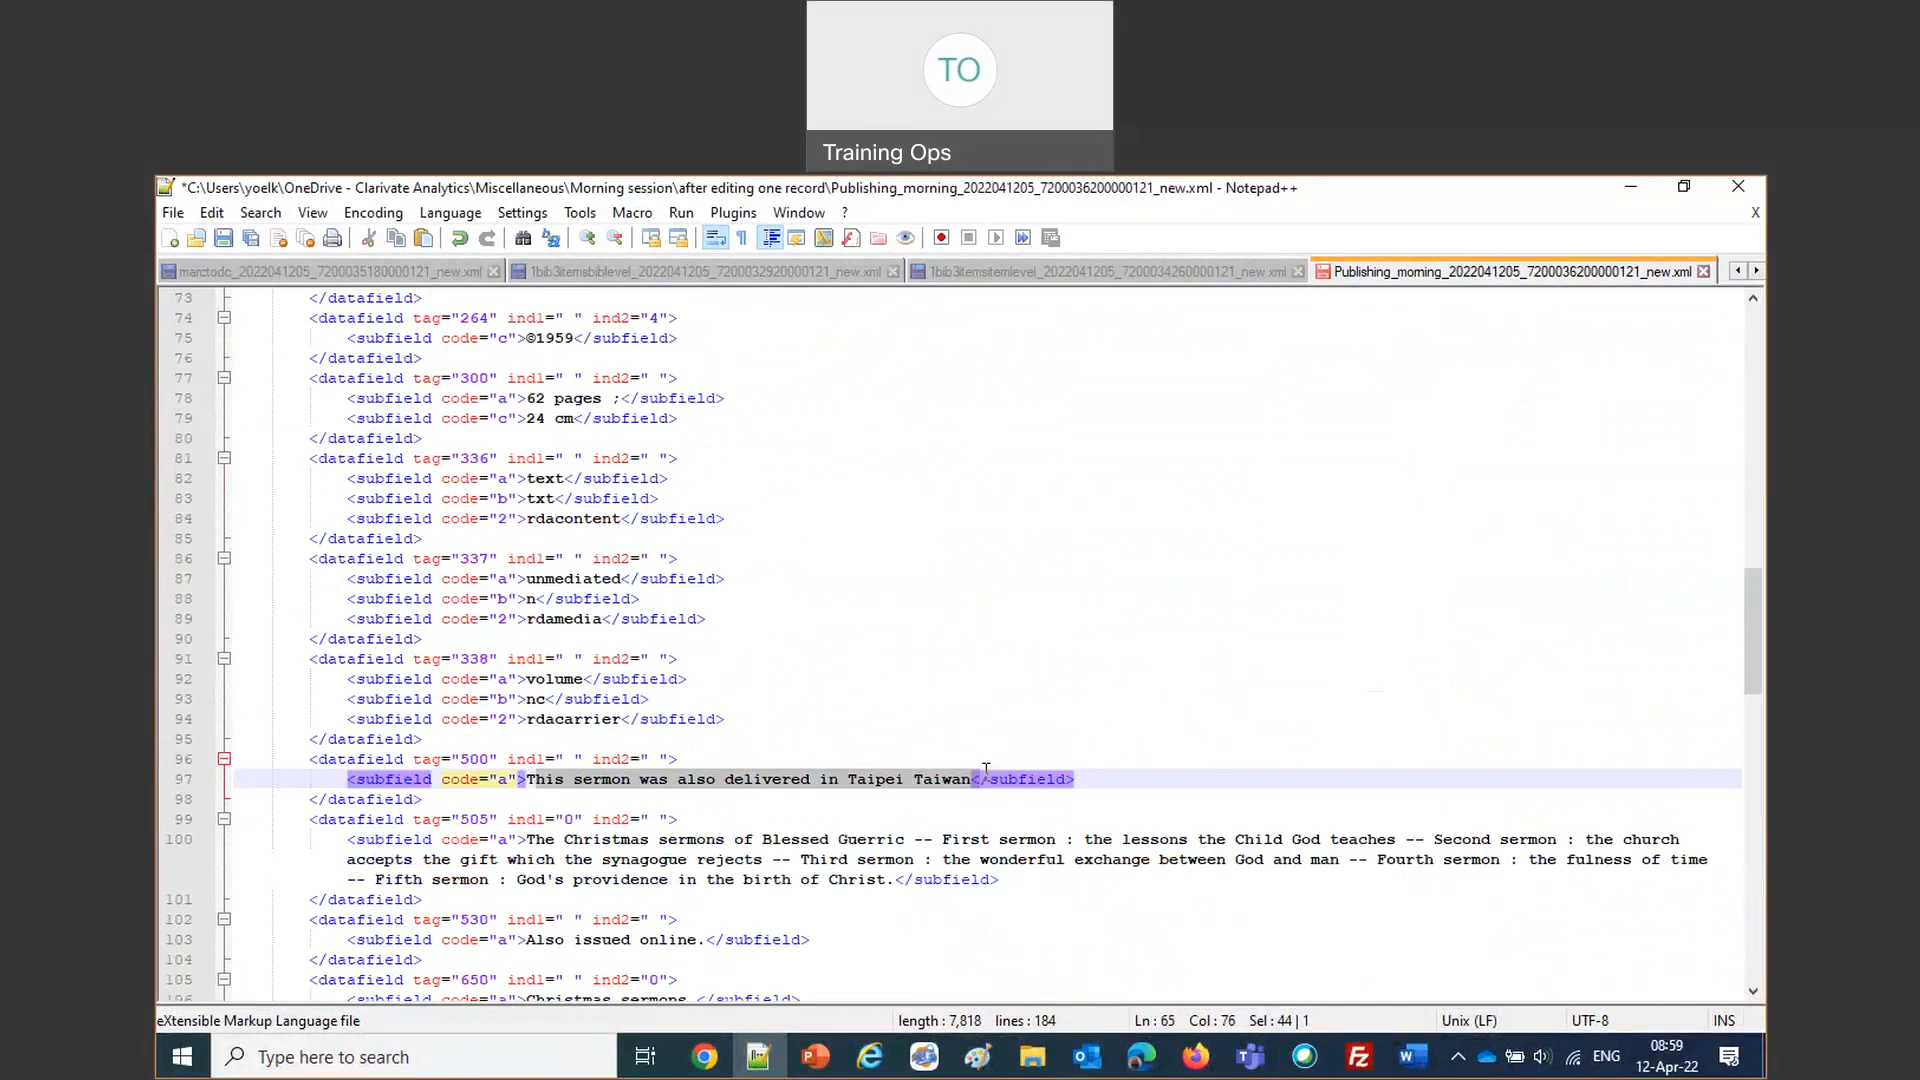 TO
Training Ops
*C:\Users\yoelk\OneDrive - Clarivate Analytics\Miscellaneous\Morning session\after editing one record\Publishing_morning_2022041205_7200036200000121_new.xml - Notepad++
File Edit Search View Encoding Language Settings Tools Macro Run Plugins Window ? X
marctodc_2022041205_7200035180000121_new.xml 1bib3itemsbiblevel_2022041205_7200032920000121_new.xml 1bib3itemsitemlevel_2022041205_7200034260000121_new.xml Publishing_morning_2022041205_7200036200000121_new.xml
73 </datafield>
74 <datafield tag="264" ind1=" " ind2="4">
75 <subfield code="c">©1959</subfield>
76 </datafield>
77 <datafield tag="300" ind1=" " ind2=" ">
78 <subfield code="a">62 pages ;</subfield>
79 <subfield code="c">24 cm</subfield>
80 </datafield>
81 <datafield tag="336" ind1=" " ind2=" ">
82 <subfield code="a">text</subfield>
83 <subfield code="b">txt</subfield>
84 <subfield code="2">rdacontent</subfield>
85 </datafield>
86 <datafield tag="337" ind1=" " ind2=" ">
87 <subfield code="a">unmediated</subfield>
88 <subfield code="b">n</subfield>
89 <subfield code="2">rdamedia</subfield>
90 </datafield>
91 <datafield tag="338" ind1=" " ind2=" ">
92 <subfield code="a">volume</subfield>
93 <subfield code="b">nc</subfield>
94 <subfield code="2">rdacarrier</subfield>
95 </datafield>
96 <datafield tag="500" ind1=" " ind2=" ">
97 <subfield code="a">This sermon was also delivered in Taipei Taiwan</subfield>
98 </datafield>
99 <datafield tag="505" ind1="0" ind2=" ">
100 <subfield code="a">The Christmas sermons of Blessed Guerric -- First sermon : the lessons the Child God teaches -- Second sermon : the church
accepts the gift which the synagogue rejects -- Third sermon : the wonderful exchange between God and man -- Fourth sermon : the fulness of time
-- Fifth sermon : God's providence in the birth of Christ.</subfield>
101 </datafield>
102 <datafield tag="530" ind1=" " ind2=" ">
103 <subfield code="a">Also issued online.</subfield>
104 </datafield>
105 <datafield tag="650" ind1=" " ind2="0">
106 <subfield code="a">Christmas sermons.</subfield>
eXtensible Markup Language file length : 7,818 lines : 184 Ln : 65 Col : 76 Sel : 44 | 1 Unix (LF) UTF-8 INS
Type here to search ENG 08:59
12-Apr-22